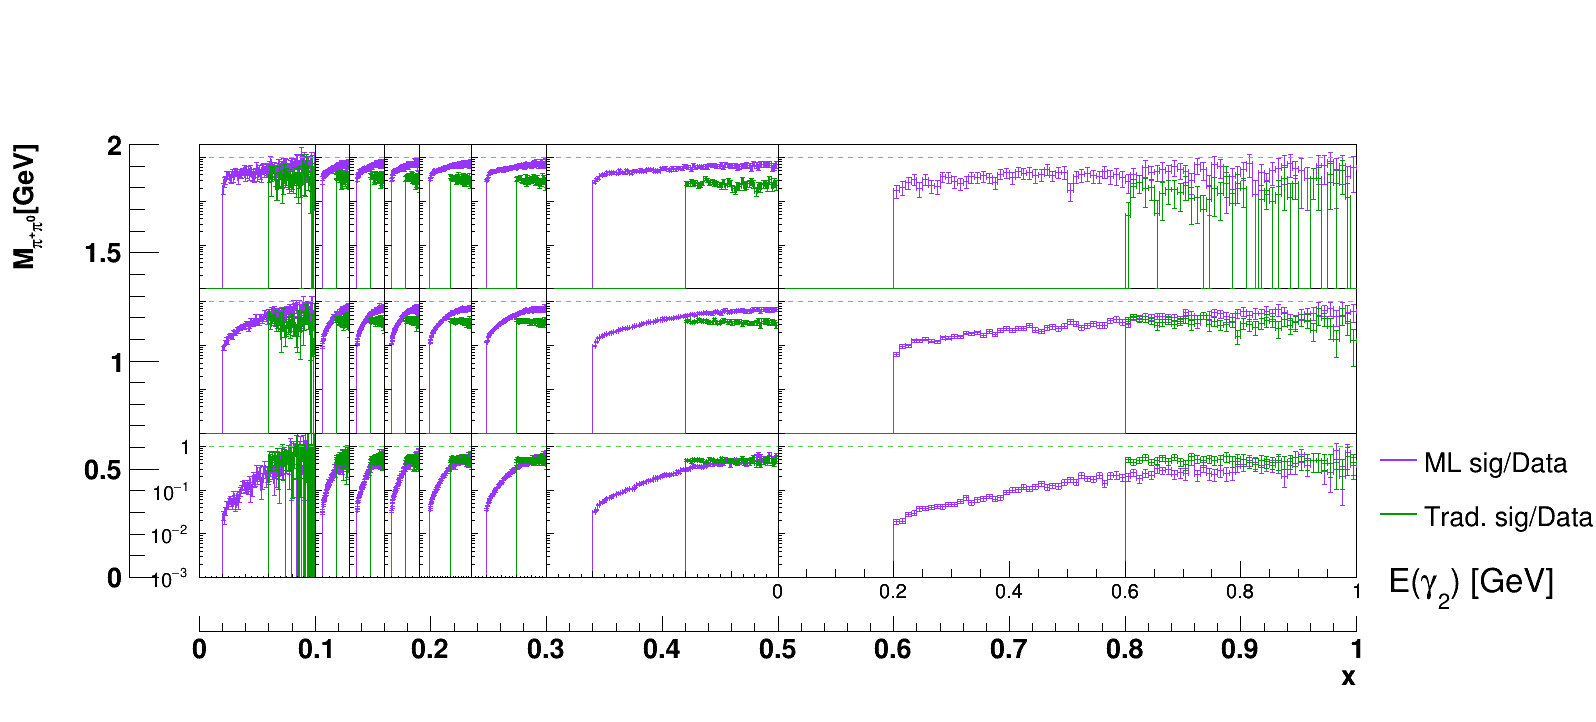 M_{π⁺π⁰}[GeV]
2
1.5
1
0.5
0
1
10⁻¹
10⁻²
10⁻³
0 0.2 0.4 0.6 0.8 1
0 0.1 0.2 0.3 0.4 0.5 0.6 0.7 0.8 0.9 1
x
ML sig/Data
Trad. sig/Data
E(γ₂) [GeV]